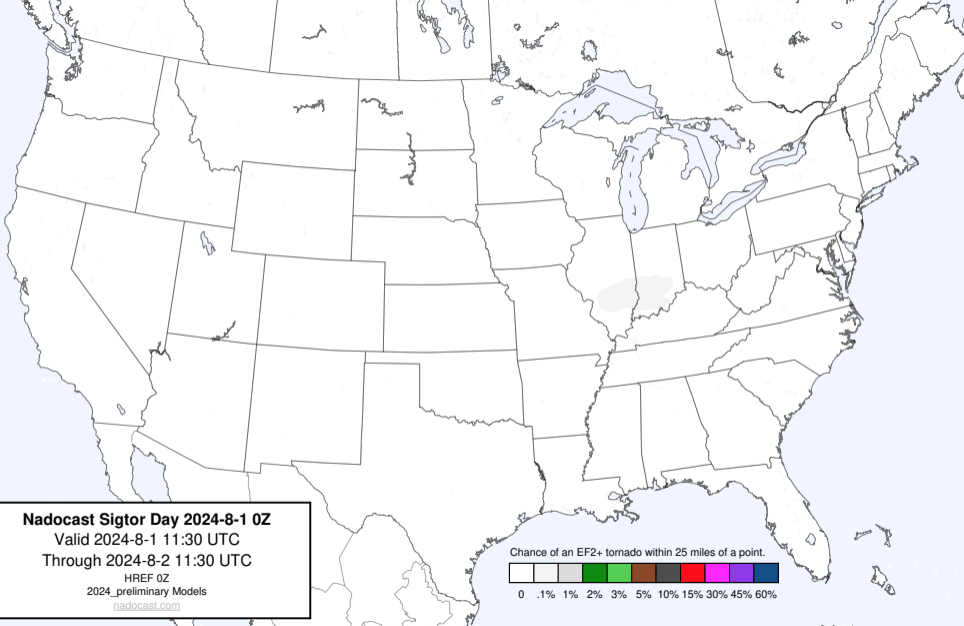 Nadocast Sigtor Day 2024-8-1 0Z
Valid 2024-8-1 11:30 UTC
Through 2024-8-2 11:30 UTC
HREF 0Z
2024_preliminary Models
nadocast.com
Chance of an EF2+ tornado within 25 miles of a point.
0 .1% 1% 2% 3% 5% 10% 15% 30% 45% 60%